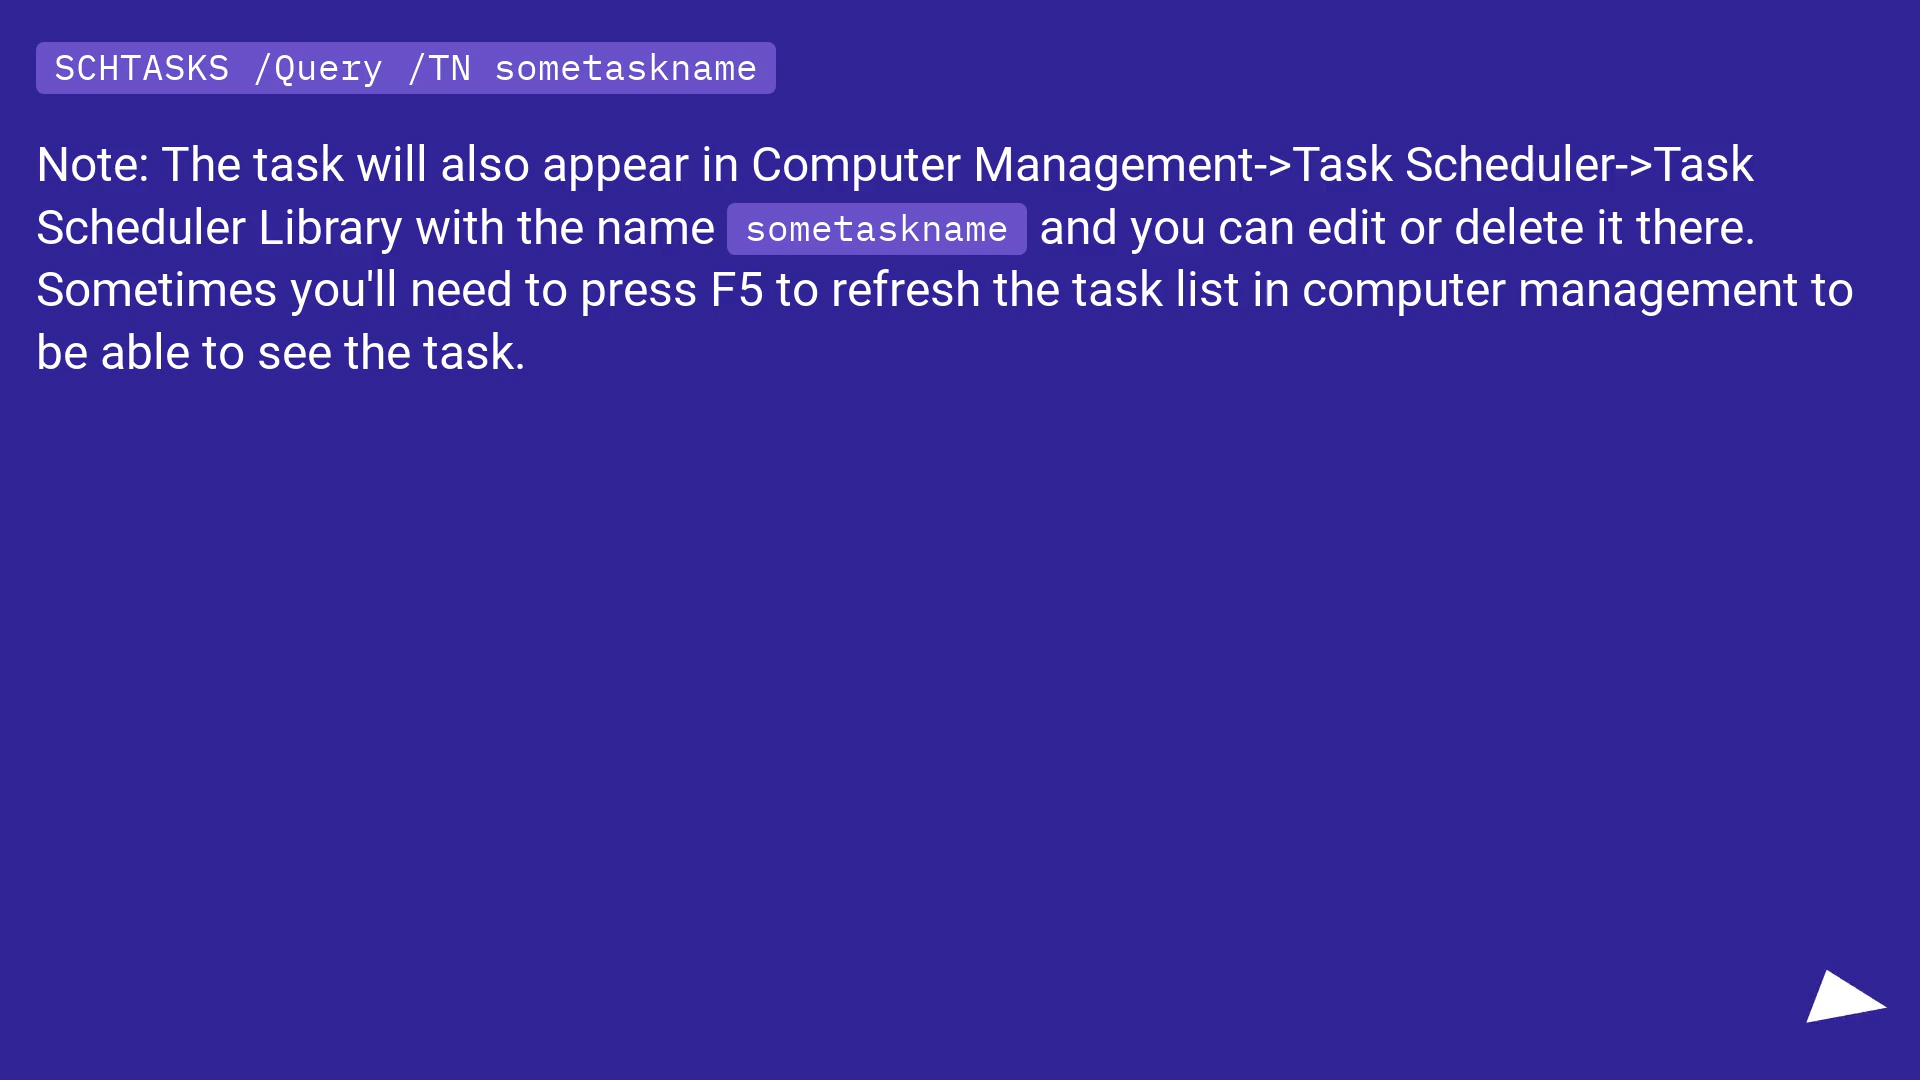 SCHTASKS /Query /TN sometaskname
Note: The task will also appear in Computer Management->Task Scheduler->Task
Scheduler Library with the name sometaskname and you can edit or delete it there.
Sometimes you'll need to press F5 to refresh the task list in computer management to
be able to see the task.